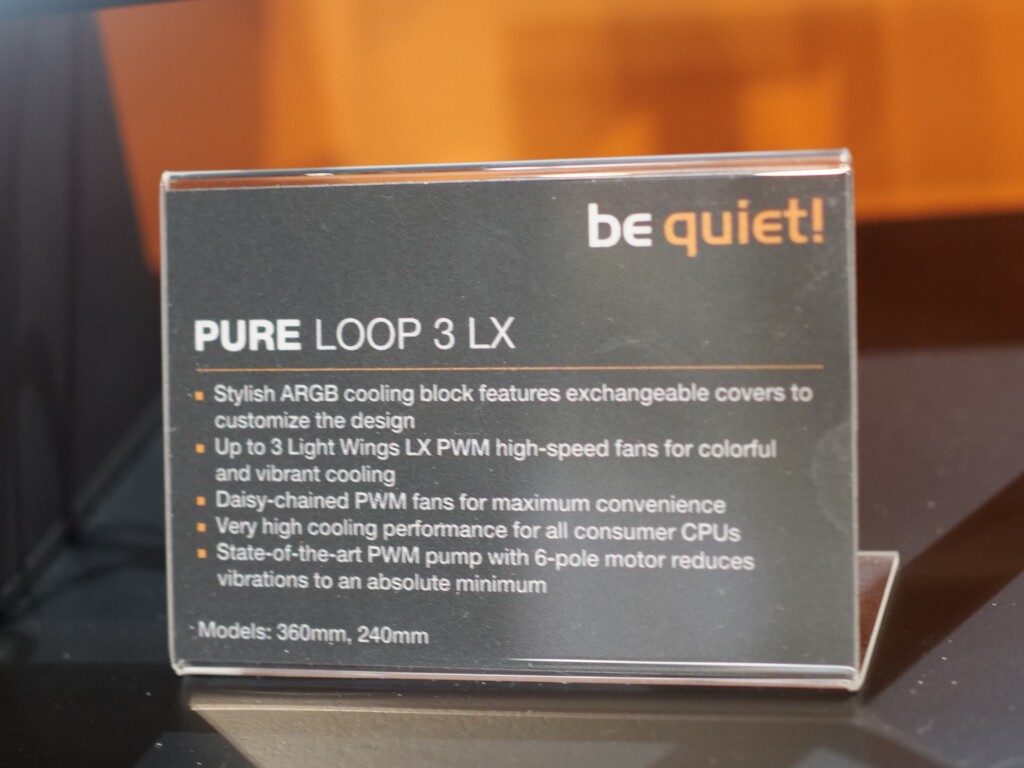 be quiet!
PURE LOOP 3 LX
▪ Stylish ARGB cooling block features exchangeable covers to
customize the design
▪ Up to 3 Light Wings LX PWM high-speed fans for colorful
and vibrant cooling
▪ Daisy-chained PWM fans for maximum convenience
▪ Very high cooling performance for all consumer CPUs
▪ State-of-the-art PWM pump with 6-pole motor reduces
vibrations to an absolute minimum
Models: 360mm, 240mm